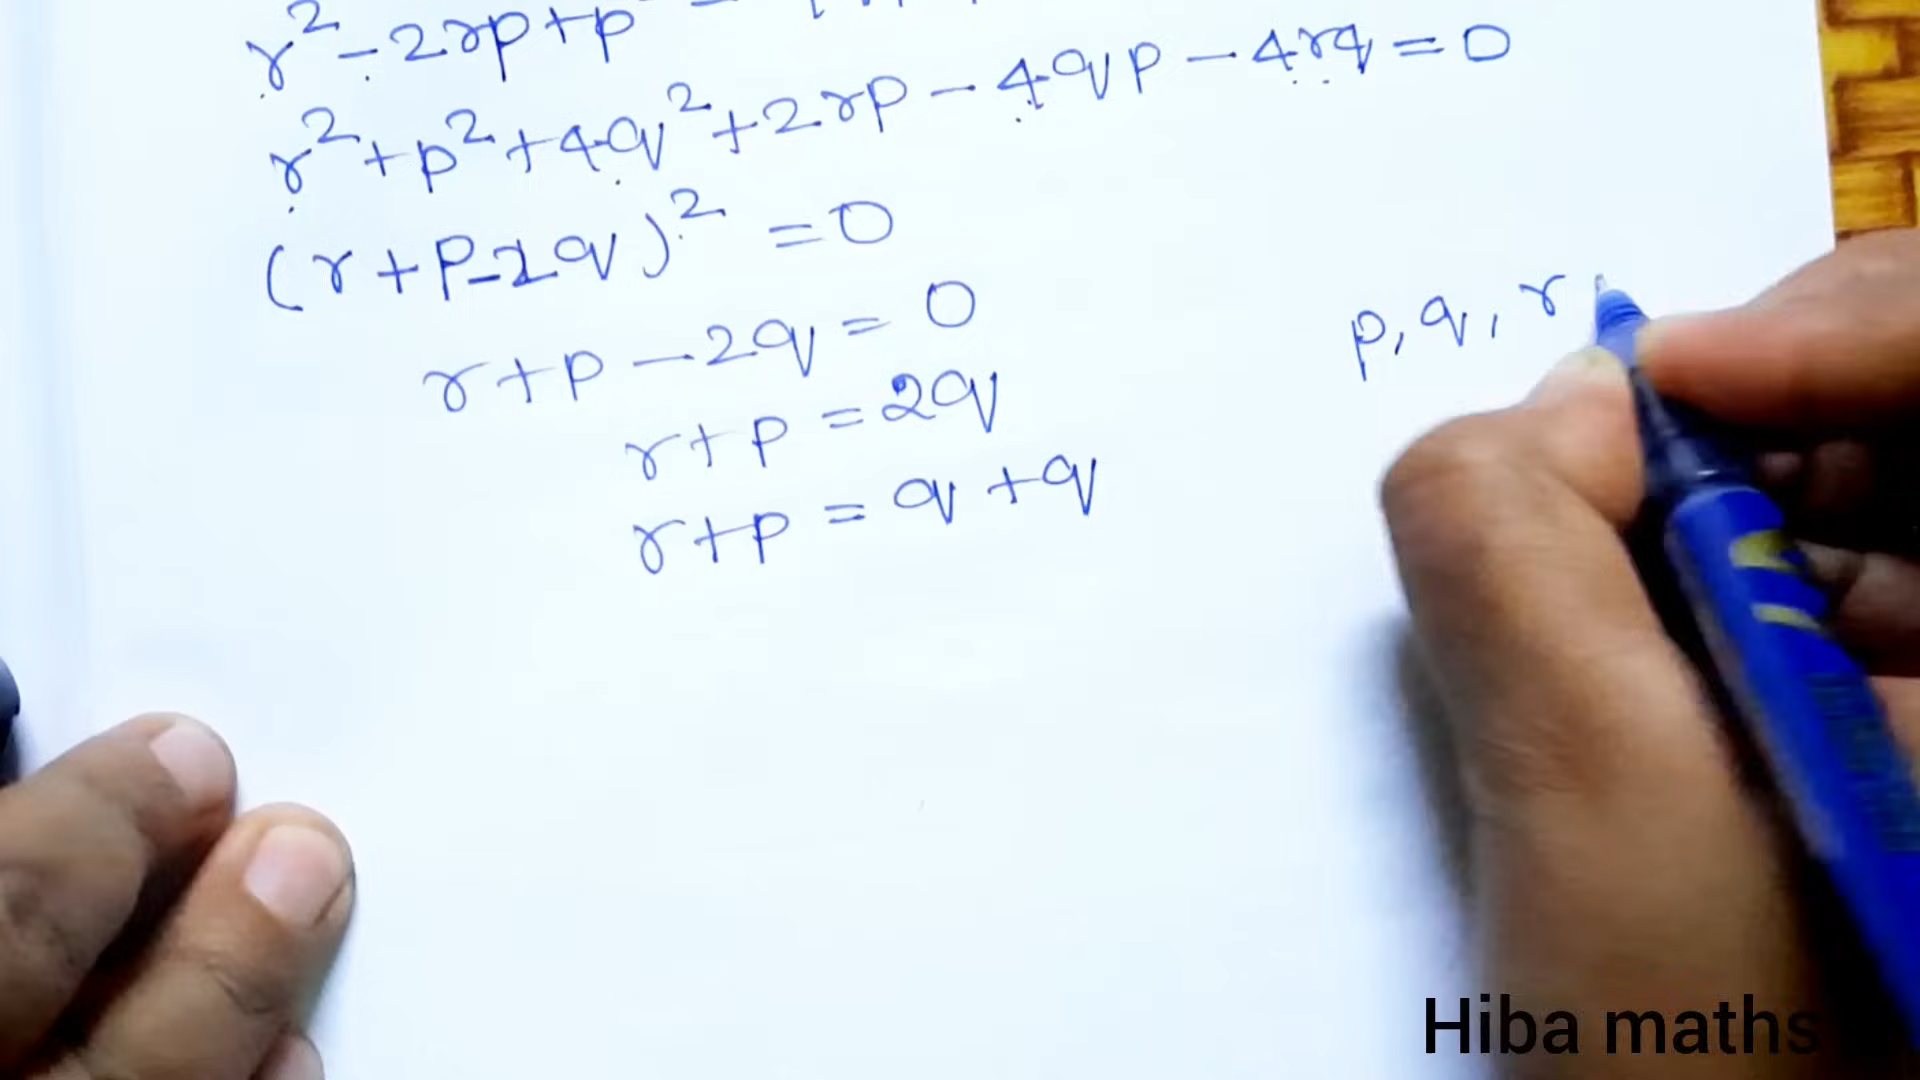 r² - 2rp + p
r² + p² + 4q² + 2rp - 4qp - 4rq = 0
(r + p - 2q)² = 0
r + p - 2q = 0
r + p = 2q
r + p = q + q
p, q, r
Hiba maths